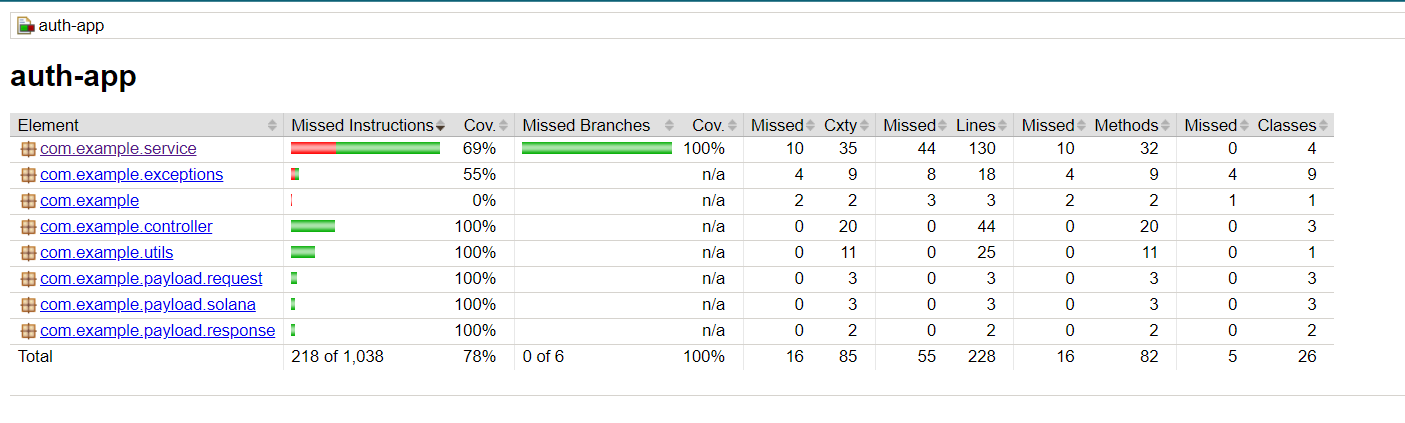 auth-app
auth-app
Element Missed Instructions Cov. Missed Branches Cov. Missed Cxty Missed Lines Missed Methods Missed Classes
com.example.service 69% 100% 10 35 44 130 10 32 0 4
com.example.exceptions 55% n/a 4 9 8 18 4 9 4 9
com.example 0% n/a 2 2 3 3 2 2 1 1
com.example.controller 100% n/a 0 20 0 44 0 20 0 3
com.example.utils 100% n/a 0 11 0 25 0 11 0 1
com.example.payload.request 100% n/a 0 3 0 3 0 3 0 3
com.example.payload.solana 100% n/a 0 3 0 3 0 3 0 3
com.example.payload.response 100% n/a 0 2 0 2 0 2 0 2
Total 218 of 1,038 78% 0 of 6 100% 16 85 55 228 16 82 5 26